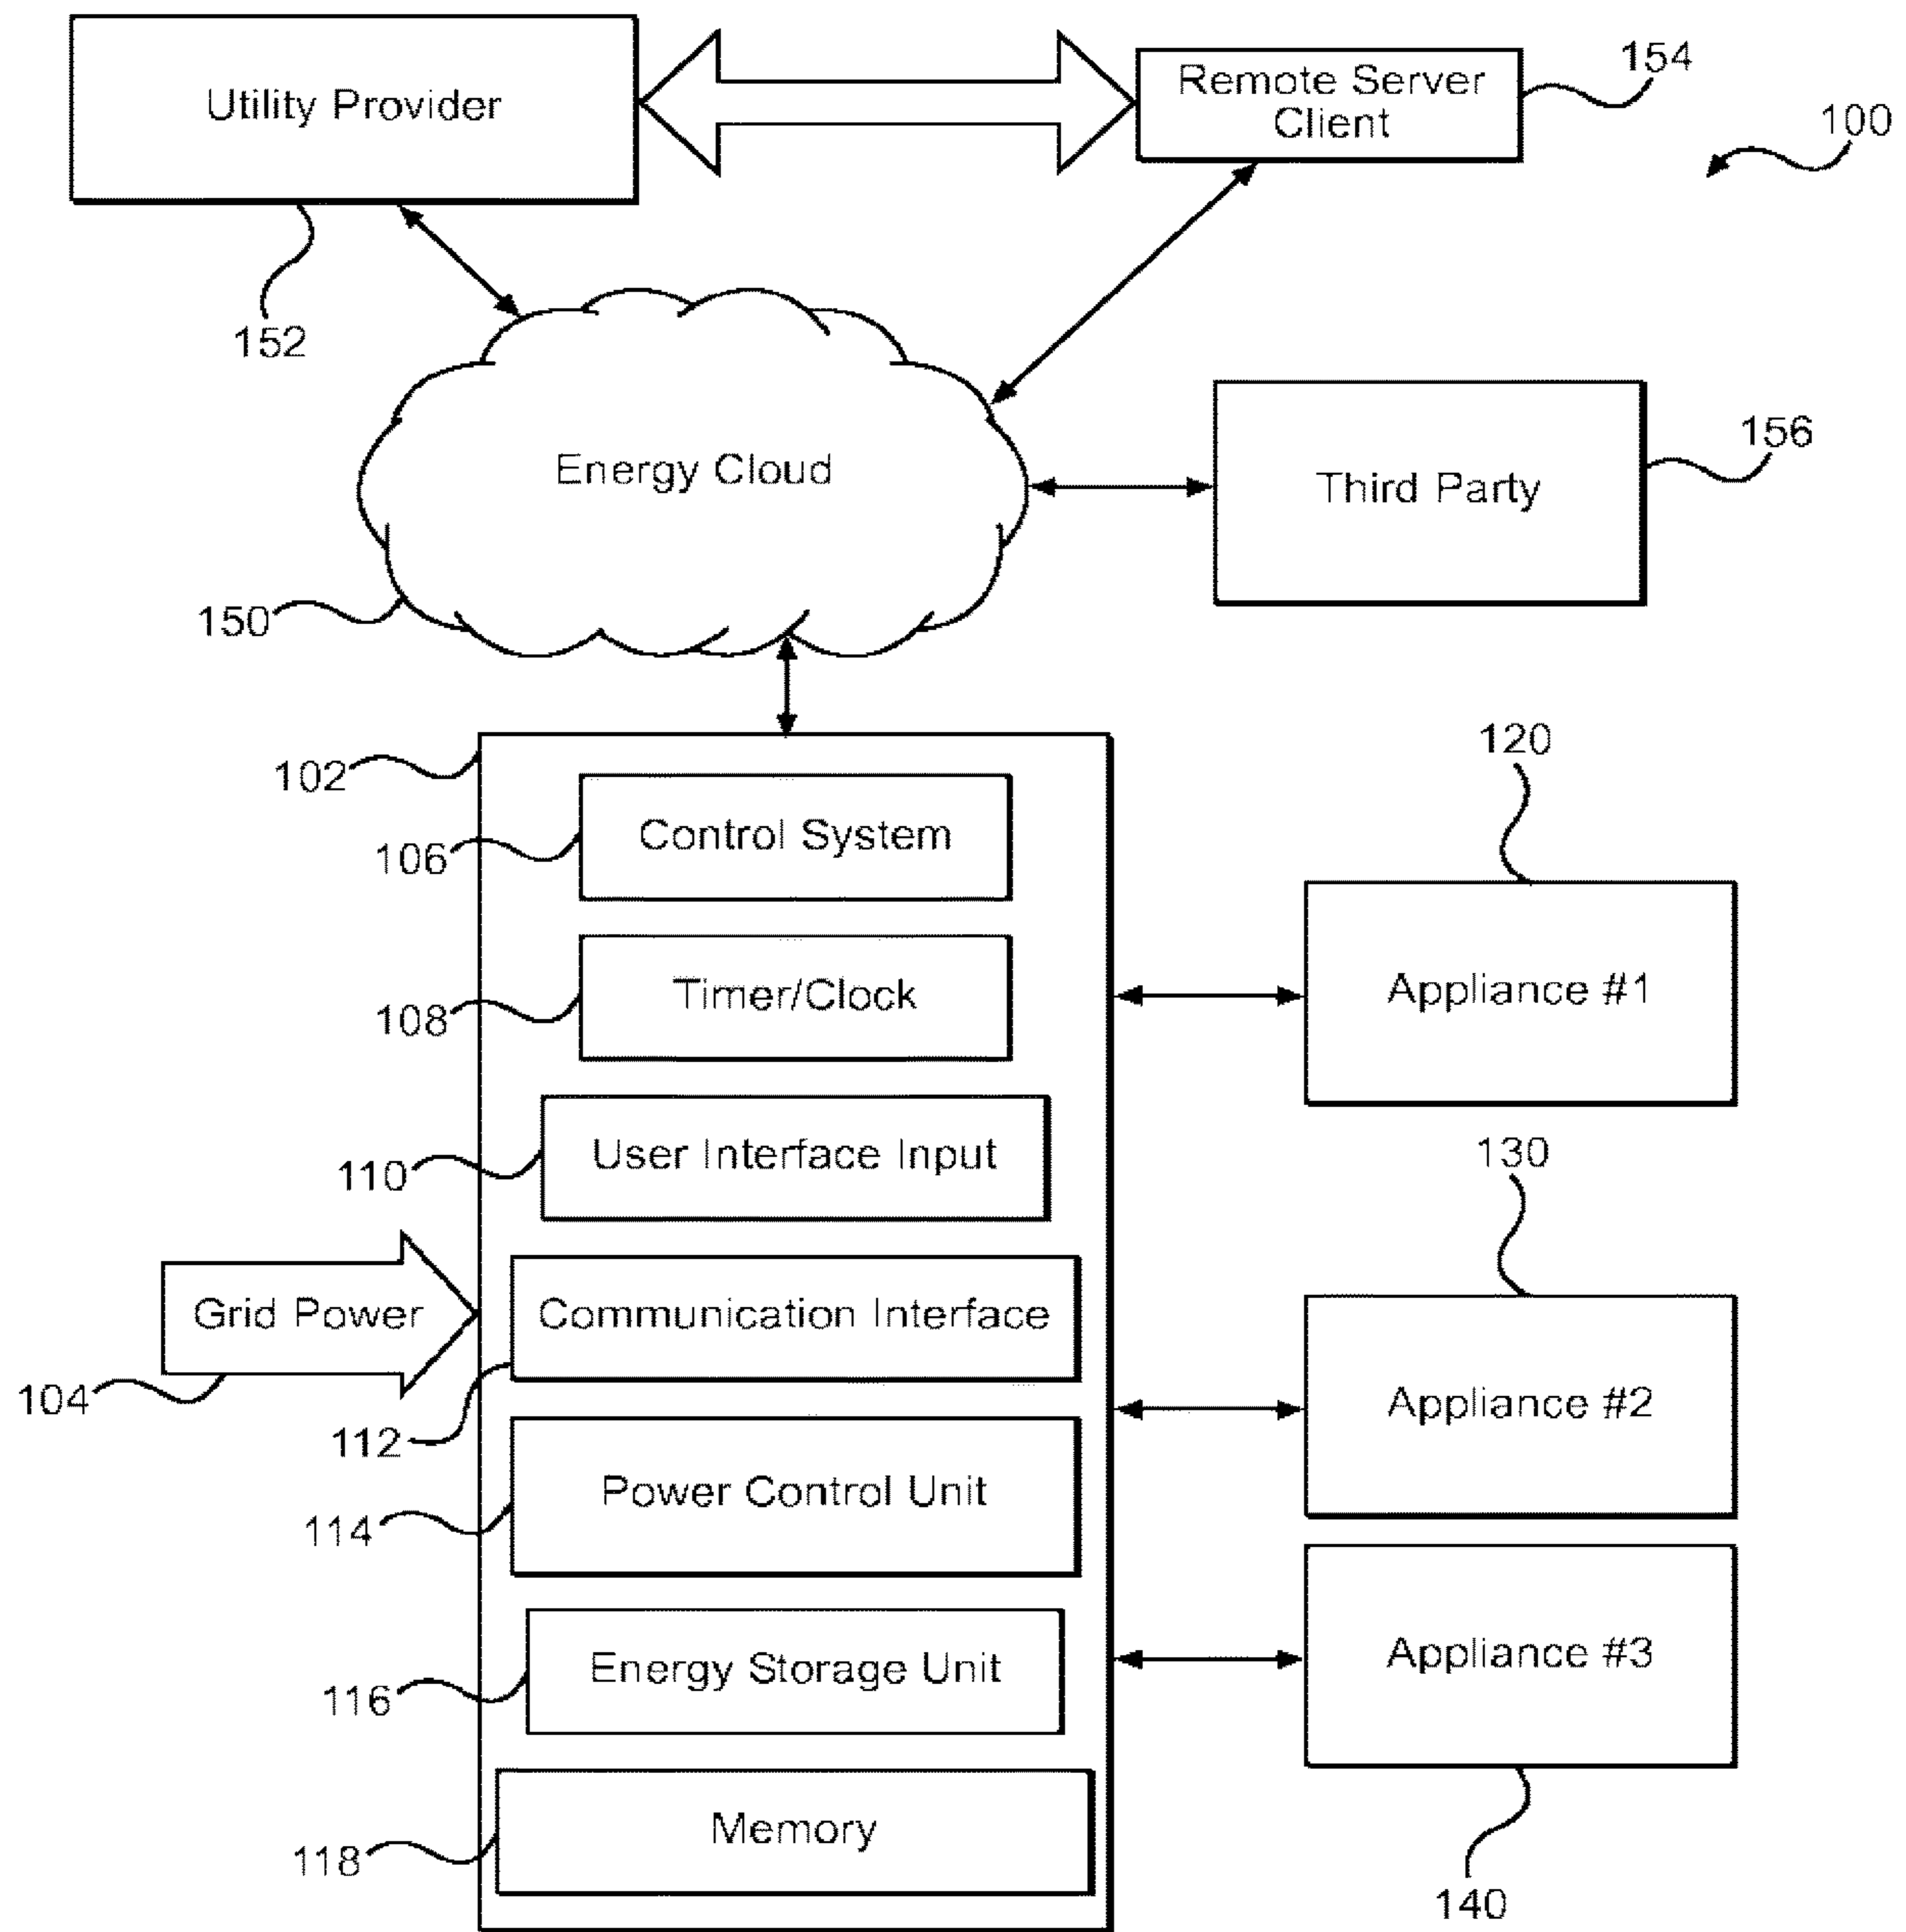 Utility Provider
Remote Server
Client
154
100
152
Energy Cloud
Third Party
156
150
102
Control System
106
120
Timer/Clock
108
Appliance #1
User Interface Input
110
130
Grid Power
Communication Interface
104
112
Appliance #2
Power Control Unit
114
Energy Storage Unit
116
Appliance #3
Memory
118
140